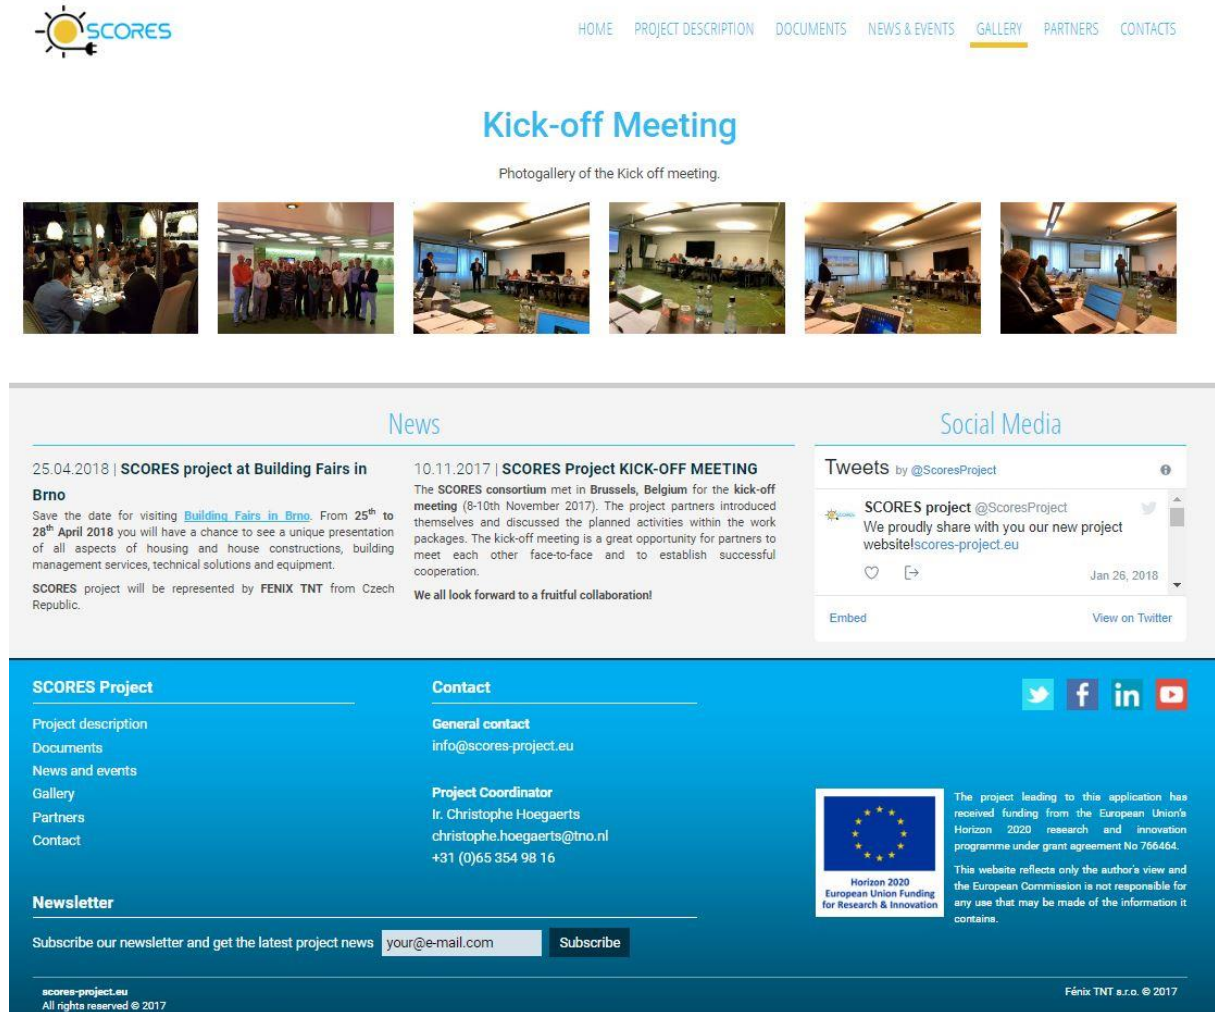 SCORES
HOME PROJECT DESCRIPTION DOCUMENTS NEWS & EVENTS GALLERY PARTNERS CONTACTS
Kick-off Meeting
Photogallery of the Kick off meeting.
News
25.04.2018 | SCORES project at Building Fairs in
Brno
Save the date for visiting Building Fairs in Brno. From 25th to
28th April 2018 you will have a chance to see a unique presentation
of all aspects of housing and house constructions, building
management services, technical solutions and equipment.
SCORES project will be represented by FENIX TNT from Czech
Republic.
10.11.2017 | SCORES Project KICK-OFF MEETING
The SCORES consortium met in Brussels, Belgium for the kick-off
meeting (8-10th November 2017). The project partners introduced
themselves and discussed the planned activities within the work
packages. The kick-off meeting is a great opportunity for partners to
meet each other face-to-face and to establish successful
cooperation.
We all look forward to a fruitful collaboration!
Social Media
Tweets by @ScoresProject
SCORES project @ScoresProject
We proudly share with you our new project
website!scores-project.eu
Jan 26, 2018
Embed View on Twitter
SCORES Project
Project description
Documents
News and events
Gallery
Partners
Contact
Contact
General contact
info@scores-project.eu
Project Coordinator
Ir. Christophe Hoegaerts
christophe.hoegaerts@tno.nl
+31 (0)65 354 98 16
Horizon 2020
European Union Funding
for Research & Innovation
The project leading to this application has
received funding from the European Union's
Horizon 2020 research and innovation
programme under grant agreement No 766464.
This website reflects only the author's view and
the European Commission is not responsible for
any use that may be made of the information it
contains.
Newsletter
Subscribe our newsletter and get the latest project news your@e-mail.com Subscribe
scores-project.eu
All rights reserved © 2017
Fénix TNT s.r.o. © 2017